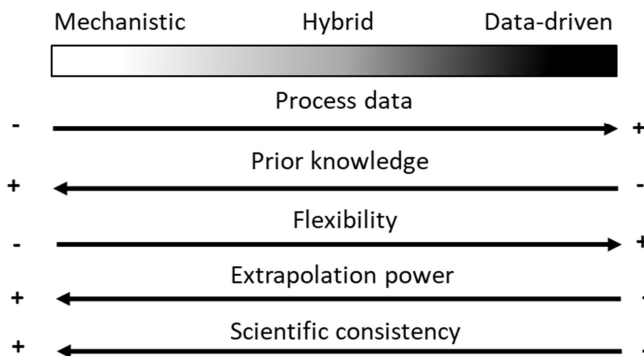 Mechanistic Hybrid Data-driven
Process data
- +
Prior knowledge
+ -
Flexibility
- +
Extrapolation power
+ -
Scientific consistency
+ -